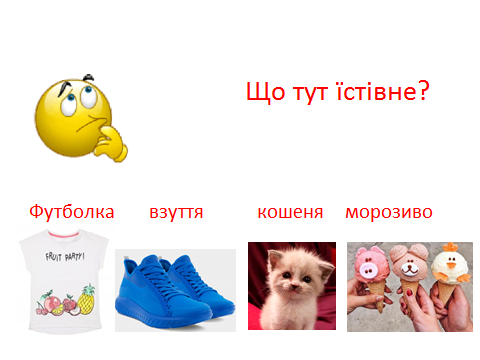 Що тут їстівне?
Футболка взуття кошеня морозиво
FRUIT PARTY!